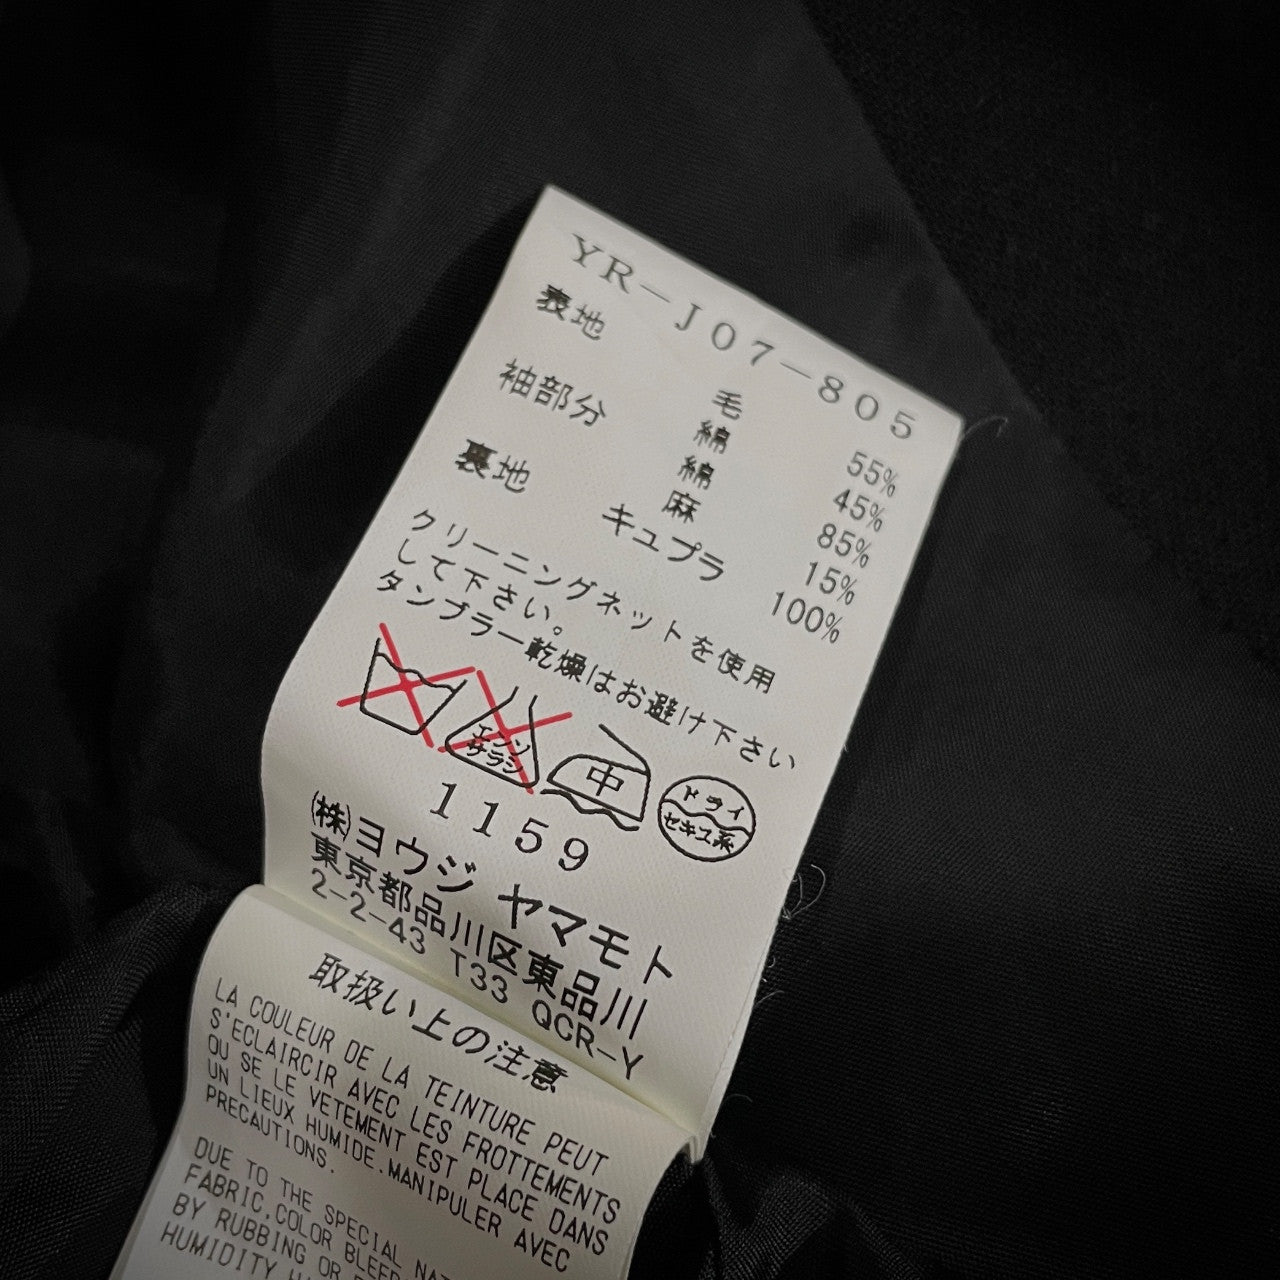 YR-J07-805
表地 毛 55%
綿 45%
袖部分 綿 85%
麻 15%
裏地 キュプラ 100%
クリーニングネットを使用
して下さい。
タンブラー乾燥はお避け下さい
エンソ
サラシ
中
ドライ
セキユ系
1159
㈱ヨウジ ヤマモト
東京都品川区東品川
2-2-43 T33 QCR-Y
取扱い上の注意
LA COULEUR DE LA TEINTURE PEUT
S'ECLAIRCIR AVEC LES FROTTEMENTS
OU SE LE VETEMENT EST PLACE DANS
UN LIEUX HUMIDE.MANIPULER AVEC
PRECAUTIONS.
DUE TO THE SPECIAL
FABRIC,COLOR
BY RUBBING OR
HUMIDITY